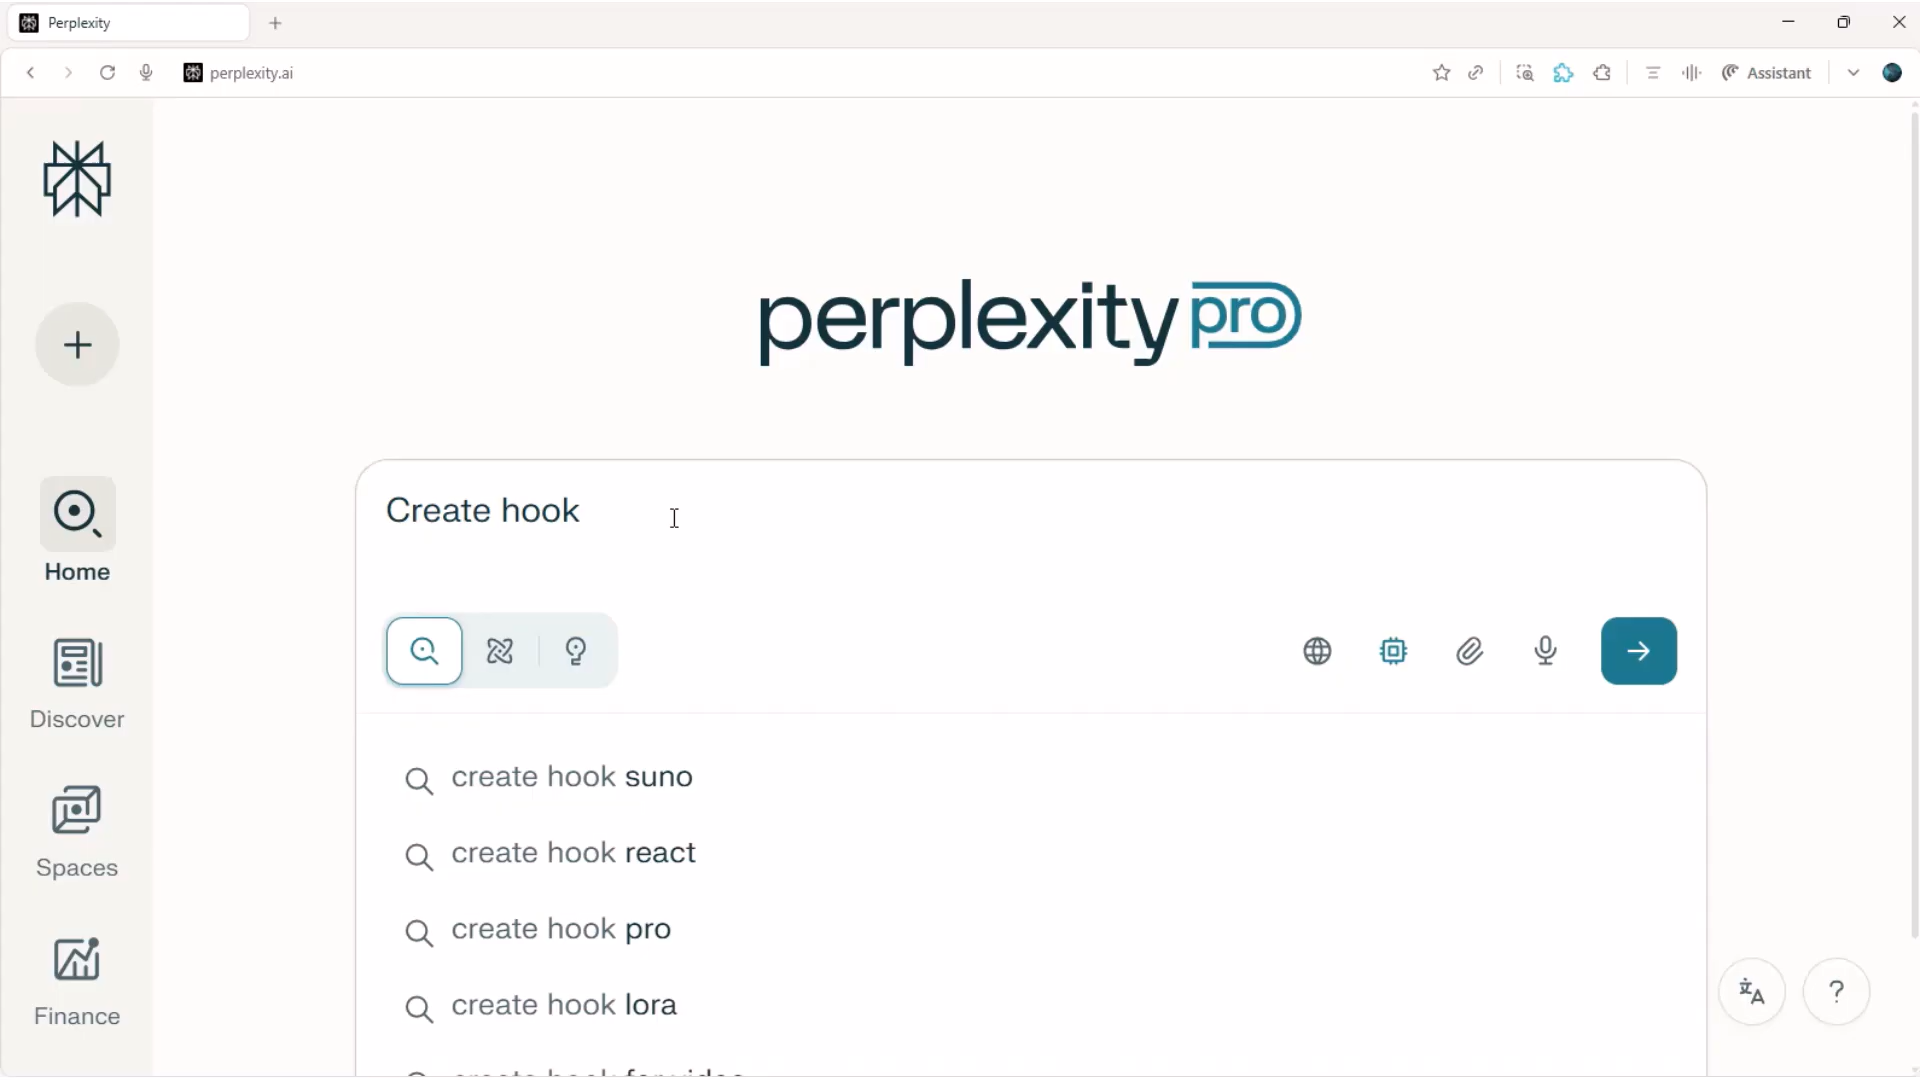 Perplexity
perplexity.ai
Assistant
perplexity pro
Create hook
Home
Discover
Spaces
Finance
create hook suno
create hook react
create hook pro
create hook lora